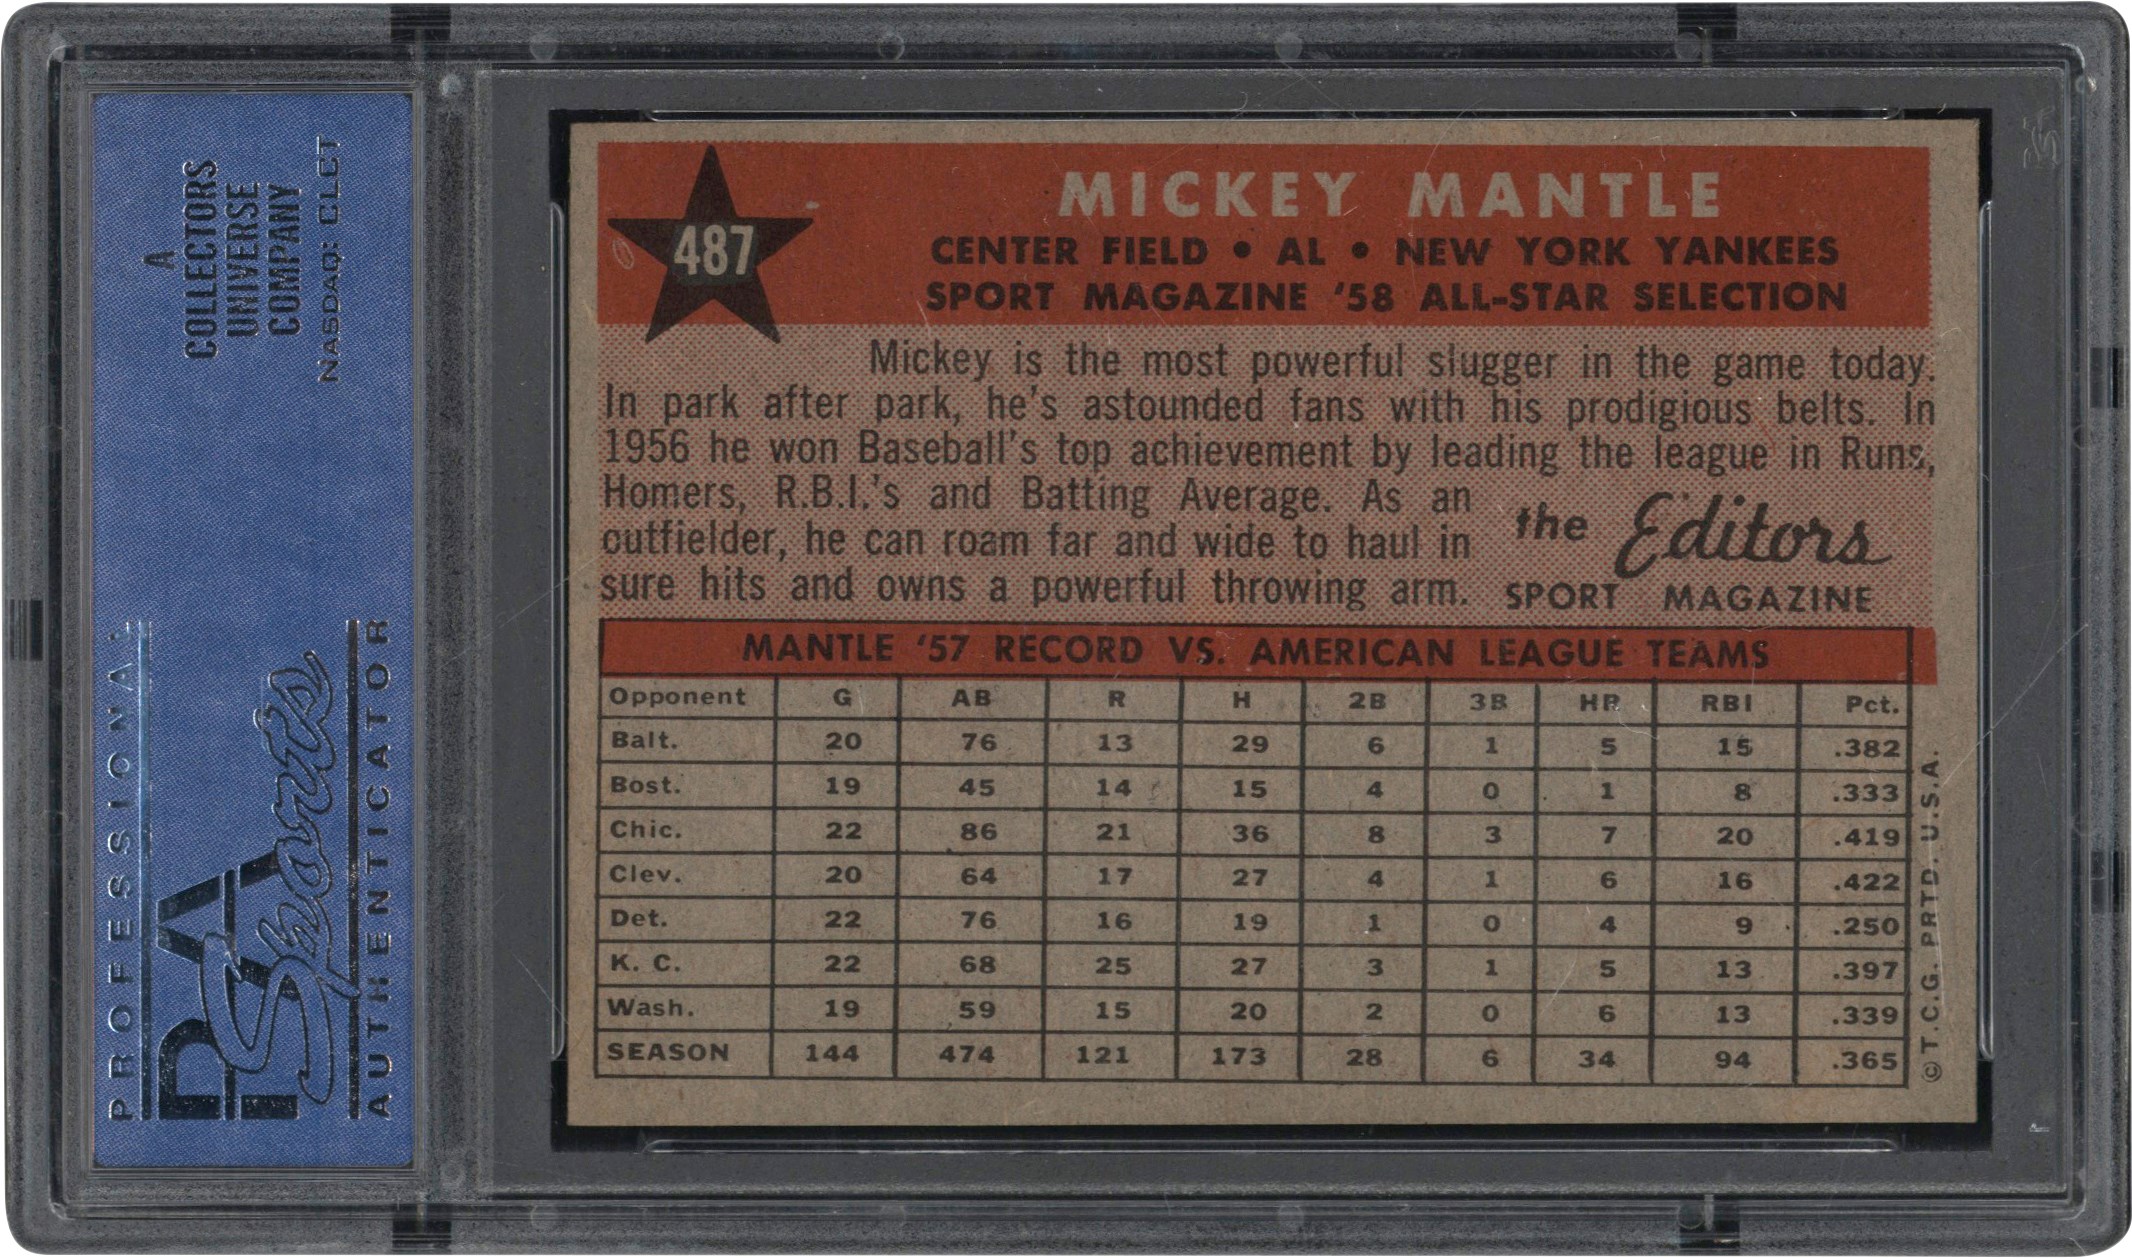 A
COLLECTORS
UNIVERSE
COMPANY
NASDAQ: CLCT
PROFESSIONAL
PSA
Sports
AUTHENTICATOR
487
MICKEY MANTLE
CENTER FIELD • AL • NEW YORK YANKEES
SPORT MAGAZINE '58 ALL-STAR SELECTION
Mickey is the most powerful slugger in the game today.
In park after park, he's astounded fans with his prodigious belts. In
1956 he won Baseball's top achievement by leading the league in Runs,
Homers, R.B.I.'s and Batting Average. As an
outfielder, he can roam far and wide to haul in
sure hits and owns a powerful throwing arm.
the Editors
SPORT MAGAZINE
MANTLE '57 RECORD VS. AMERICAN LEAGUE TEAMS
Opponent G AB R H 2B 3B HR RBI Pct.
Balt. 20 76 13 29 6 1 5 15 .382
Bost. 19 45 14 15 4 0 1 8 .333
Chic. 22 86 21 36 8 3 7 20 .419
Clev. 20 64 17 27 4 1 6 16 .422
Det. 22 76 16 19 1 0 4 9 .250
K. C. 22 68 25 27 3 1 5 13 .397
Wash. 19 59 15 20 2 0 6 13 .339
SEASON 144 474 121 173 28 6 34 94 .365
© T.C.G. PRTD. U.S.A.